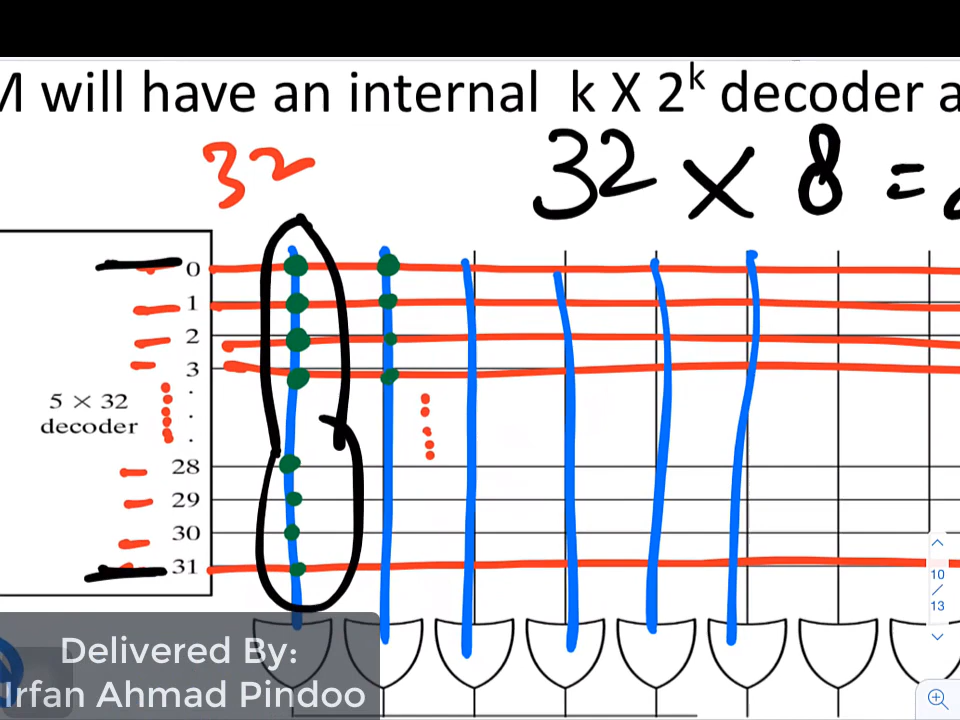 M will have an internal k X 2^k decoder a
32
32 × 8 =
0
1
2
3
5 × 32
decoder
28
29
30
31
10
/
13
Delivered By:
Irfan Ahmad Pindoo